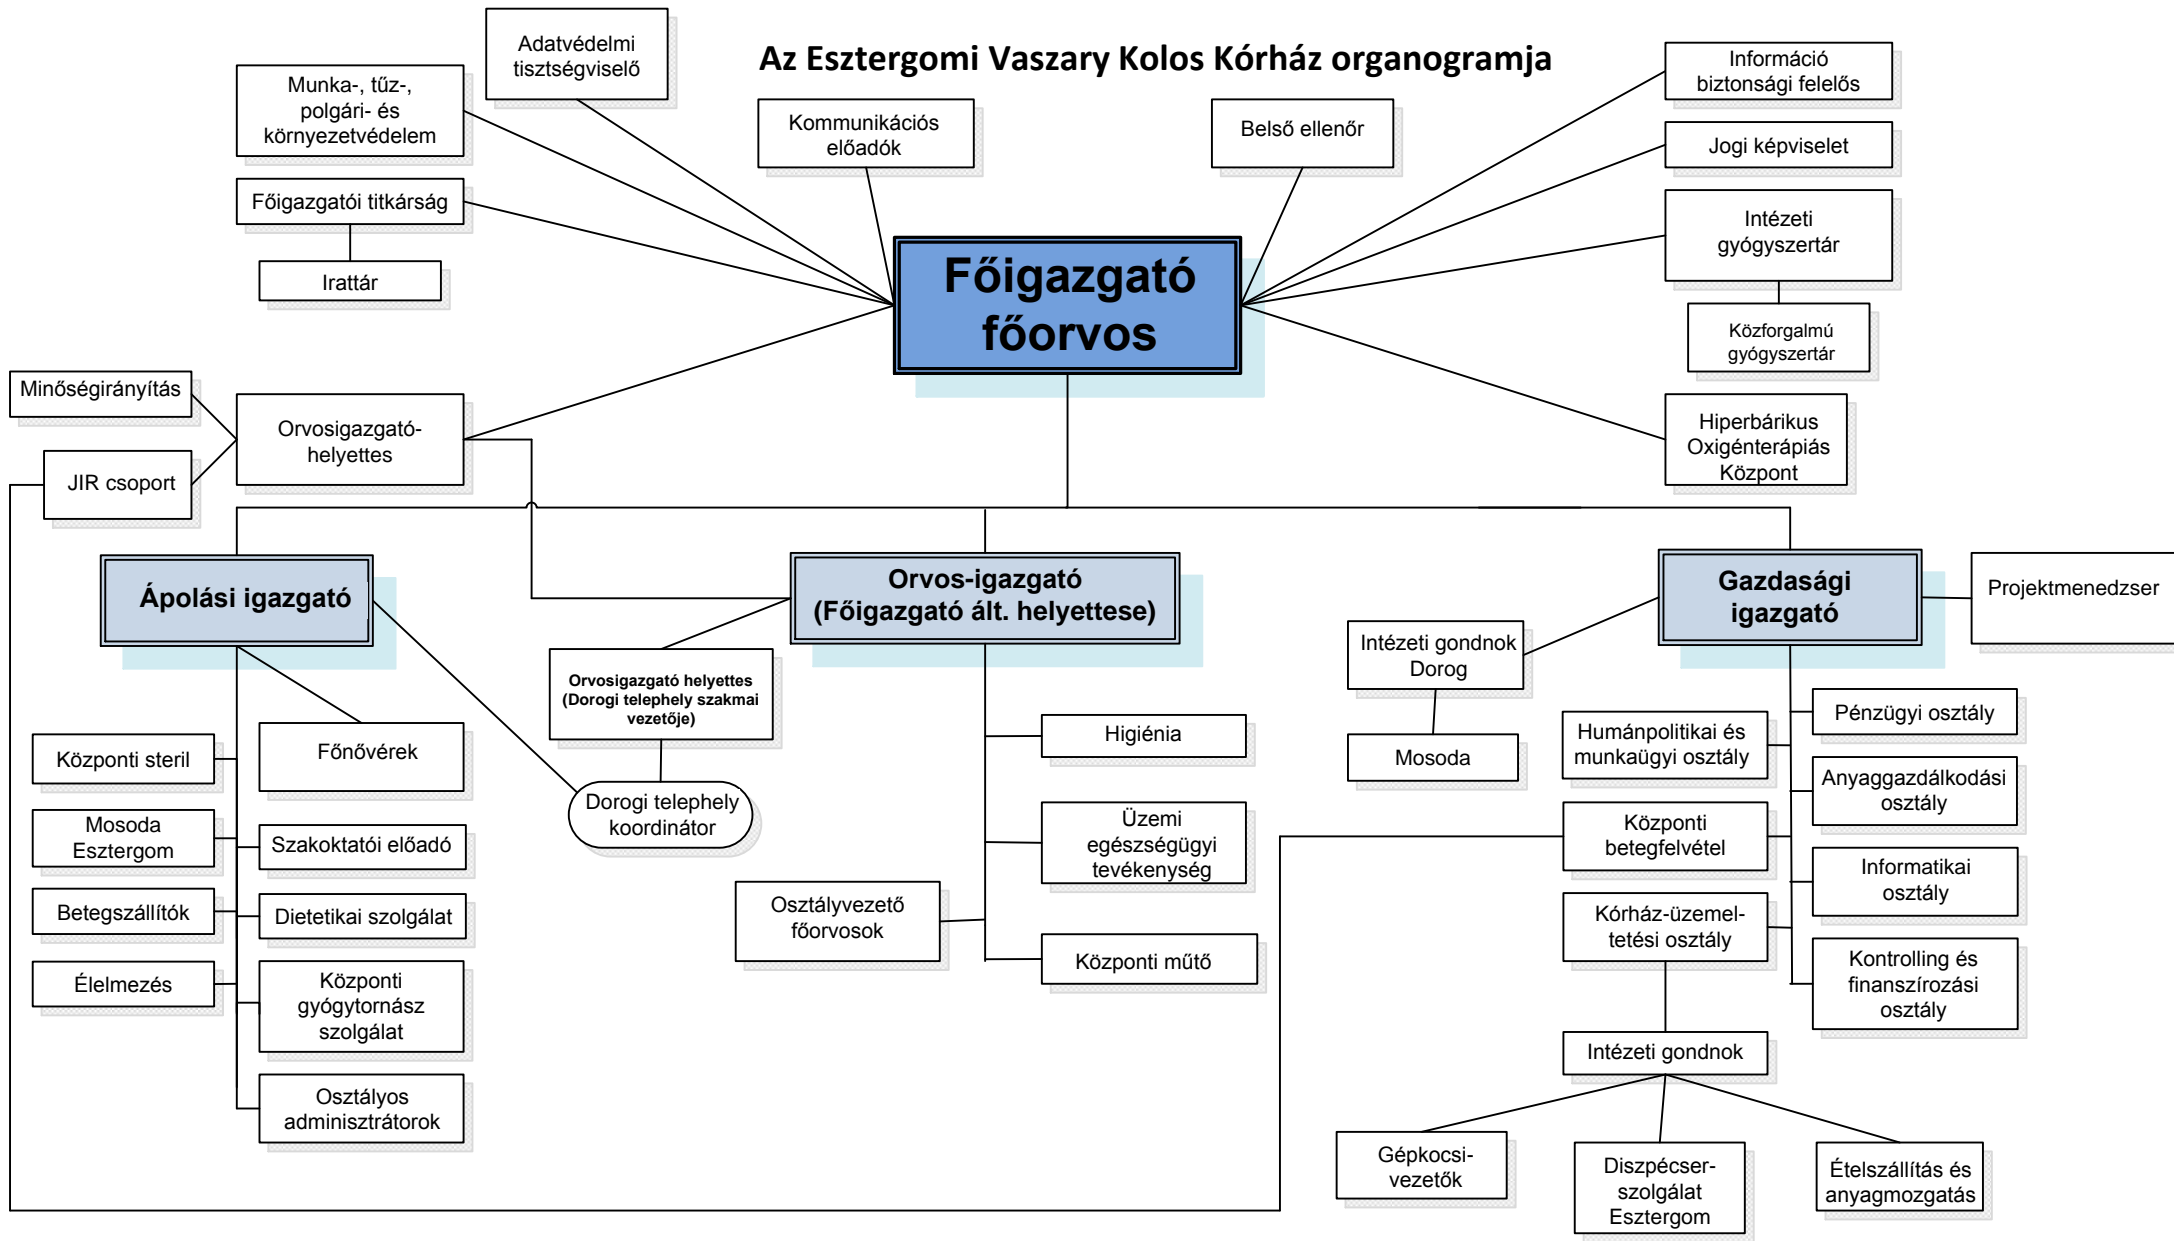 Az Esztergomi Vaszary Kolos Kórház organogramja
Adatvédelmi
tisztségviselő
Munka-, tűz-,
polgári- és
környezetvédelem
Kommunikációs
előadók
Belső ellenőr
Információ
biztonsági felelős
Jogi képviselet
Főigazgatói titkárság
Irattár
Intézeti
gyógyszertár
Közforgalmú
gyógyszertár
Főigazgató
főorvos
Minőségirányítás
Orvosigazgató-
helyettes
JIR csoport
Hiperbárikus
Oxigénterápiás
Központ
Ápolási igazgató
Orvos-igazgató
(Főigazgató ált. helyettese)
Gazdasági
igazgató
Projektmenedzser
Orvosigazgató helyettes
(Dorogi telephely szakmai
vezetője)
Dorogi telephely
koordinátor
Intézeti gondnok
Dorog
Mosoda
Főnővérek
Központi steril
Mosoda
Esztergom
Szakoktatói előadó
Betegszállítók
Dietetikai szolgálat
Élelmezés
Központi
gyógytornász
szolgálat
Osztályos
adminisztrátorok
Higiénia
Üzemi
egészségügyi
tevékenység
Osztályvezető
főorvosok
Központi műtő
Humánpolitikai és
munkaügyi osztály
Pénzügyi osztály
Anyaggazdálkodási
osztály
Központi
betegfelvétel
Informatikai
osztály
Kórház-üzemel-
tetési osztály
Kontrolling és
finanszírozási
osztály
Intézeti gondnok
Gépkocsi-
vezetők
Diszpécser-
szolgálat
Esztergom
Ételszállítás és
anyagmozgatás